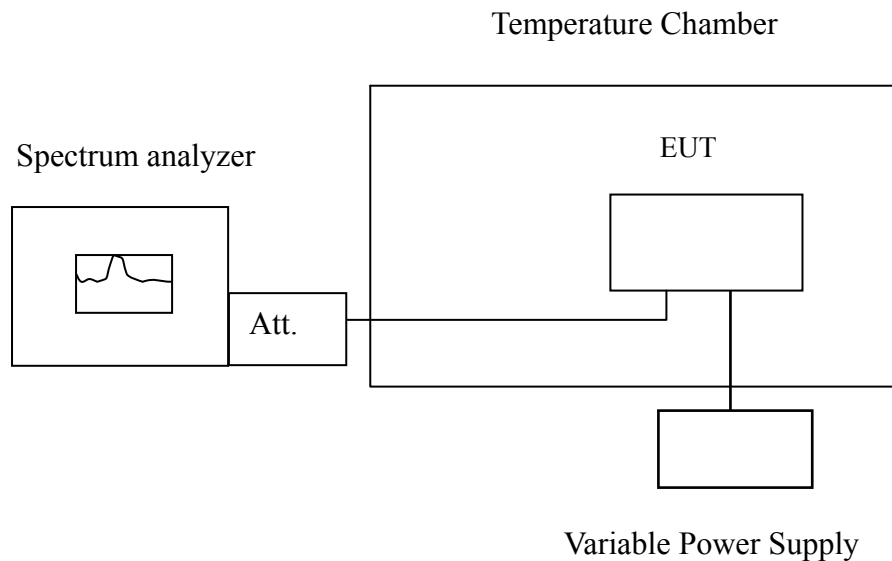 Temperature Chamber
Spectrum analyzer
EUT
Att.
Variable Power Supply